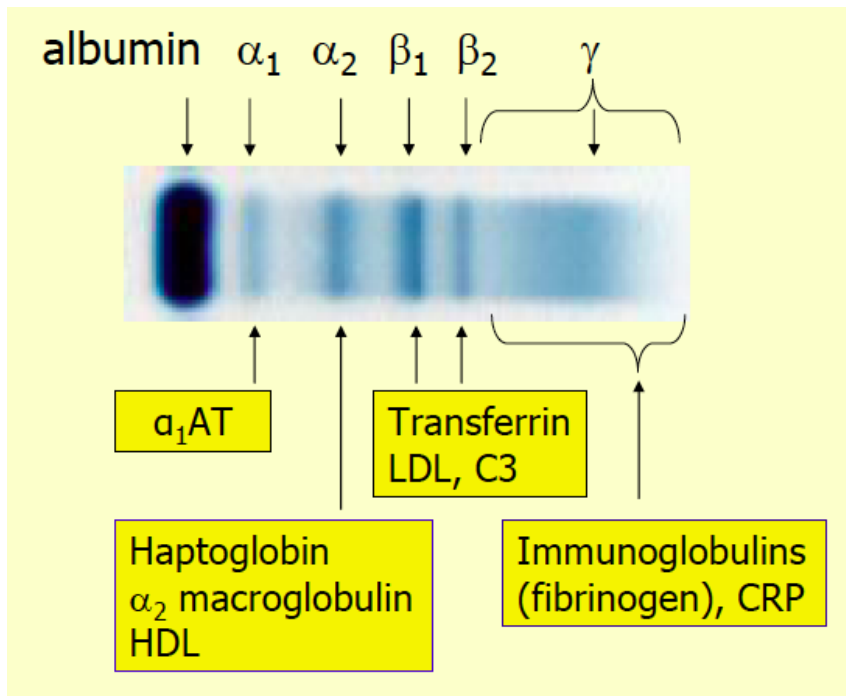 albumin α₁ α₂ β₁ β₂ γ
α₁AT
Transferrin
LDL, C3
Haptoglobin
α₂ macroglobulin
HDL
Immunoglobulins
(fibrinogen), CRP